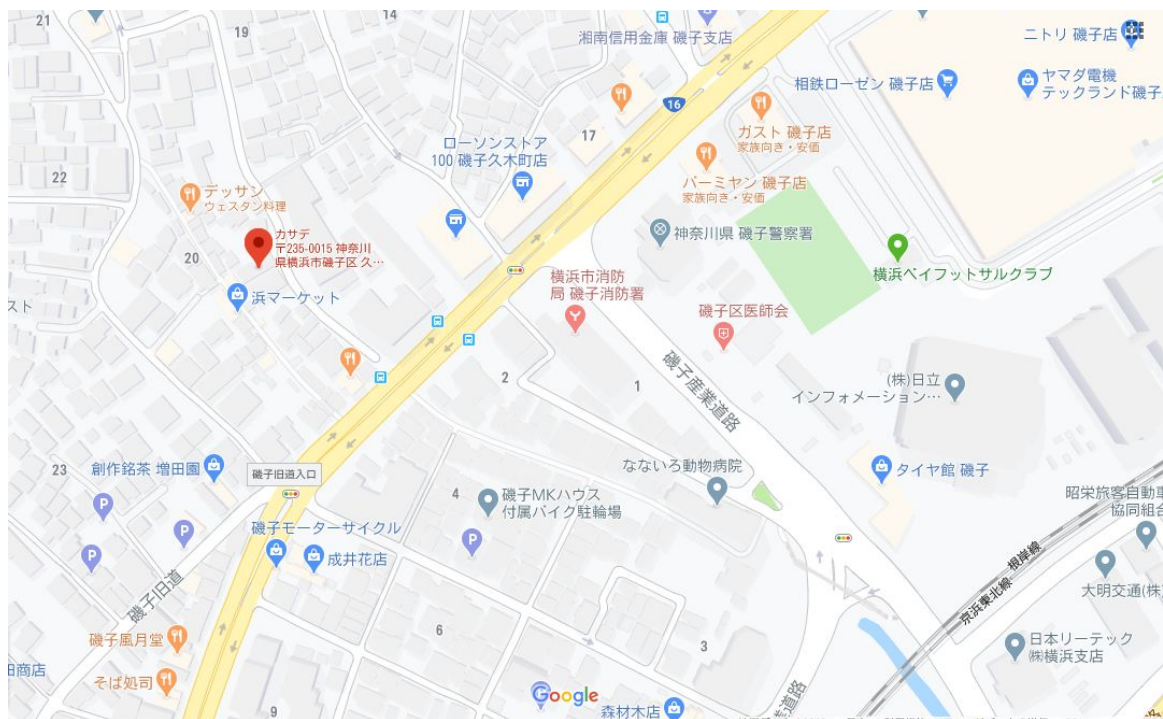 21
19
14
湘南信用金庫 磯子支店
ニトリ 磯子店
相鉄ローゼン 磯子店
ヤマダ電機
テックランド磯子
16
17
ガスト 磯子店
家族向き・安価
ローソンストア
100 磯子久木町店
バーミヤン 磯子店
家族向き・安価
22
デッサン
ウェスタン料理
カサデ
〒235-0015 神奈川
県横浜市磯子区 久…
20
神奈川県 磯子警察署
横浜ベイフットサルクラブ
横浜市消防
局 磯子消防署
浜マーケット
スト
磯子区医師会
磯子産業道路
2
1
(株)日立
インフォメーション…
23
創作銘茶 増田園
磯子旧道入口
なないろ動物病院
タイヤ館 磯子
4
磯子MKハウス
付属バイク駐輪場
昭栄旅客自動車
協同組合
P
P
P
P
磯子モーターサイクル
成井花店
根岸線
京浜東北線
大明交通(株)
磯子旧道
磯子風月堂
6
3
日本リーテック
㈱横浜支店
田商店
そば処司
9
Google
森材木店
業道路